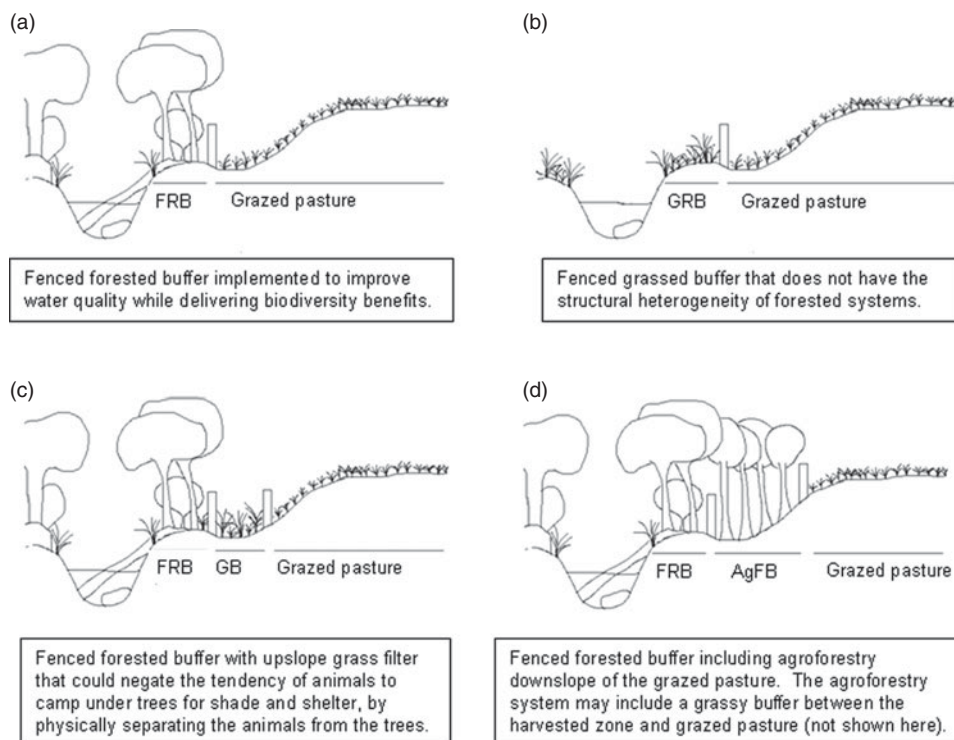 (a)
FRB
Grazed pasture
Fenced forested buffer implemented to improve
water quality while delivering biodiversity benefits.
(b)
GRB
Grazed pasture
Fenced grassed buffer that does not have the
structural heterogeneity of forested systems.
(c)
FRB
GB
Grazed pasture
Fenced forested buffer with upslope grass filter
that could negate the tendency of animals to
camp under trees for shade and shelter, by
physically separating the animals from the trees.
(d)
FRB
AgFB
Grazed pasture
Fenced forested buffer including agroforestry
downslope of the grazed pasture. The agroforestry
system may include a grassy buffer between the
harvested zone and grazed pasture (not shown here).